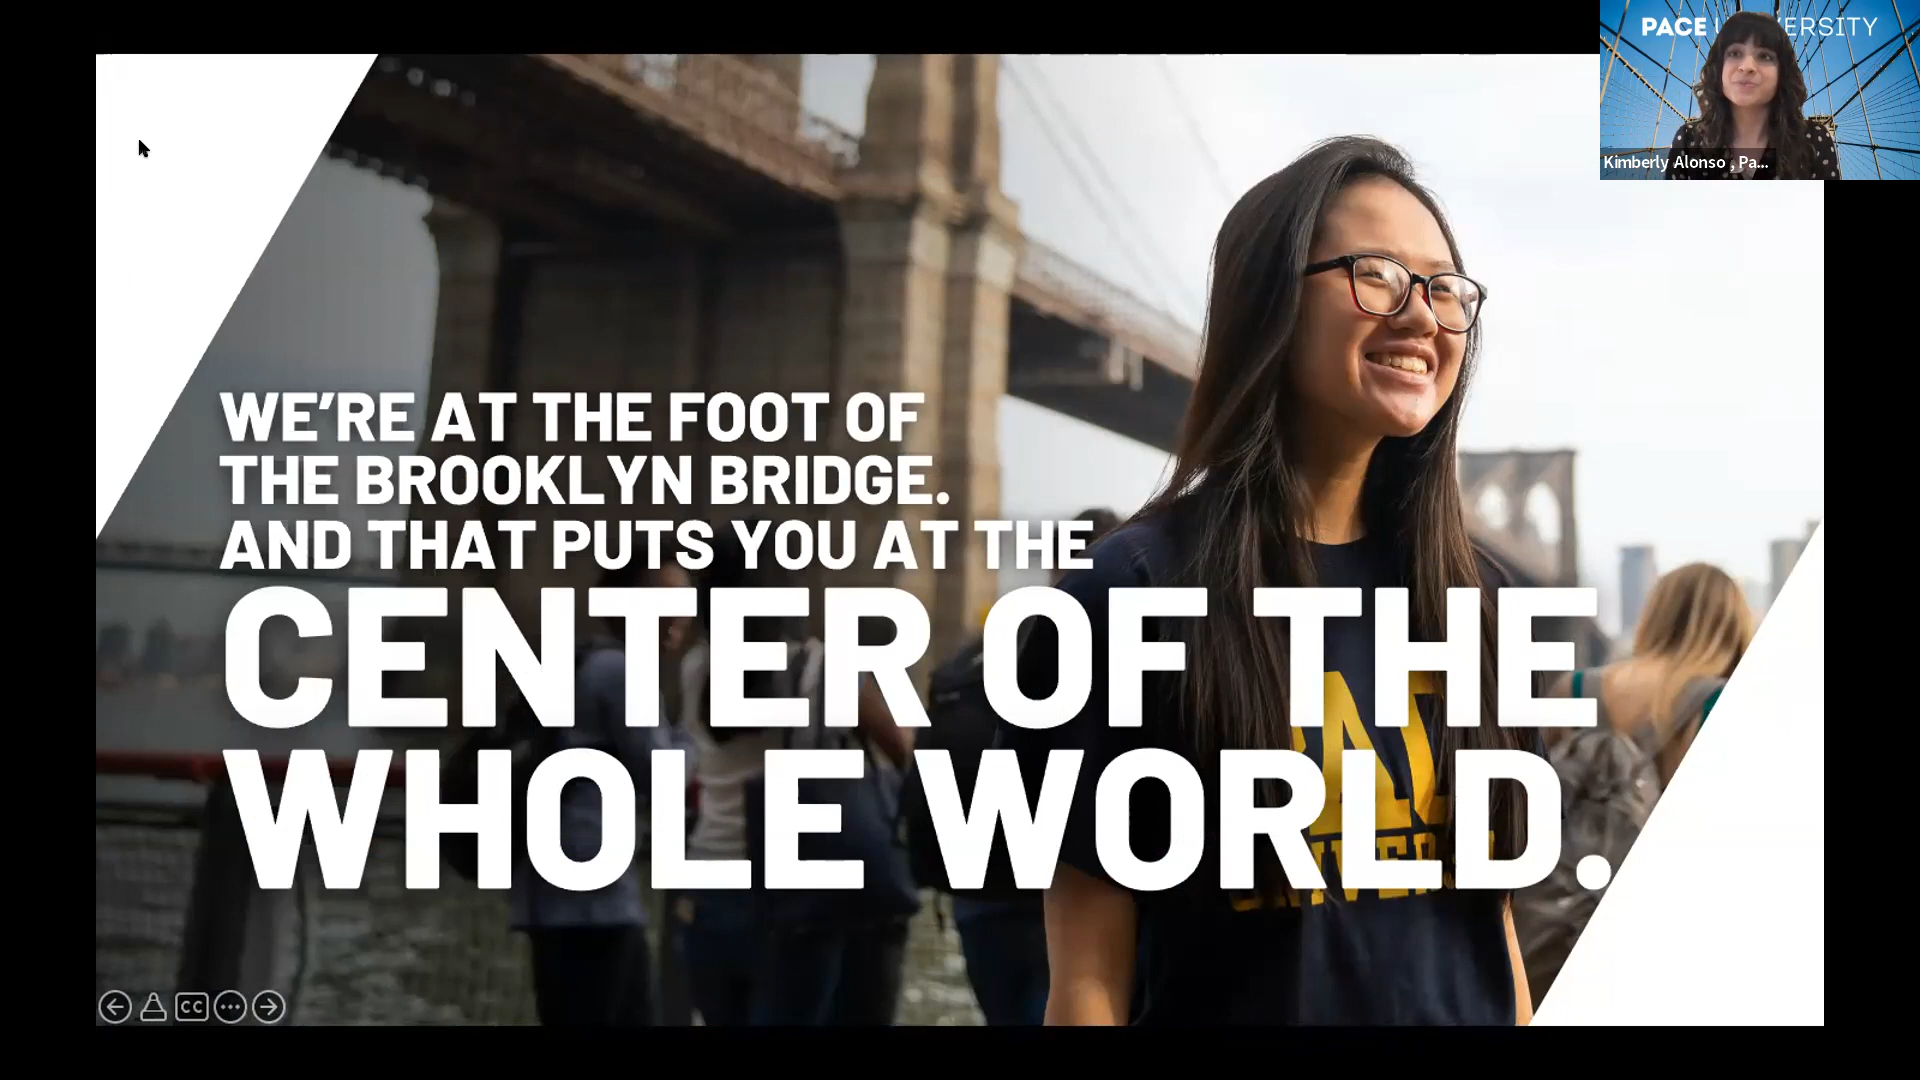 PACE
Kimberly Alonso , Pa...
WE'RE AT THE FOOT OF
THE BROOKLYN BRIDGE.
AND THAT PUTS YOU AT THE
CENTER OF THE
WHOLE WORLD.
CC